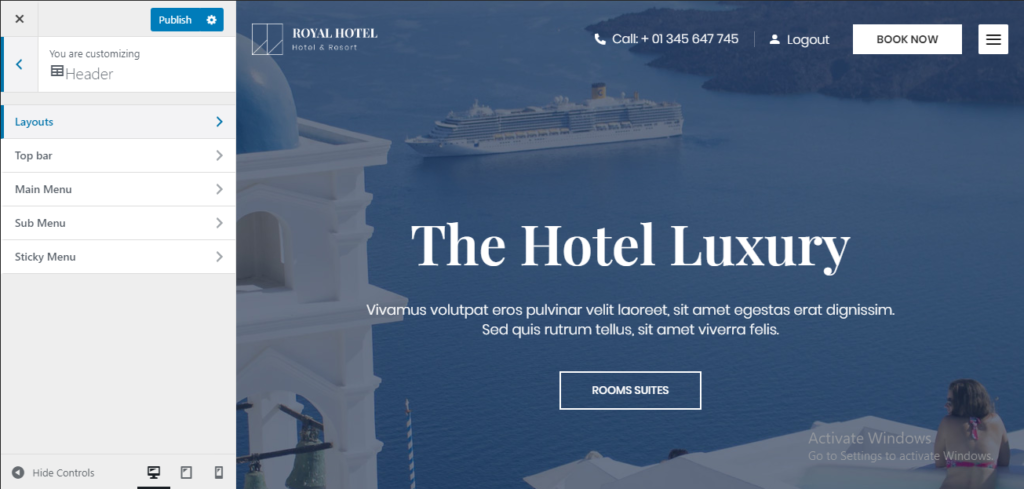 Publish
You are customizing
Header
Layouts
Top bar
Main Menu
Sub Menu
Sticky Menu
Hide Controls
ROYAL HOTEL
Hotel & Resort
Call: + 01 345 647 745
Logout
BOOK NOW
The Hotel Luxury
Vivamus volutpat eros pulvinar velit laoreet, sit amet egestas erat dignissim.
Sed quis rutrum tellus, sit amet viverra felis.
ROOMS SUITES
Activate Windows
Go to Settings to activate Windows.